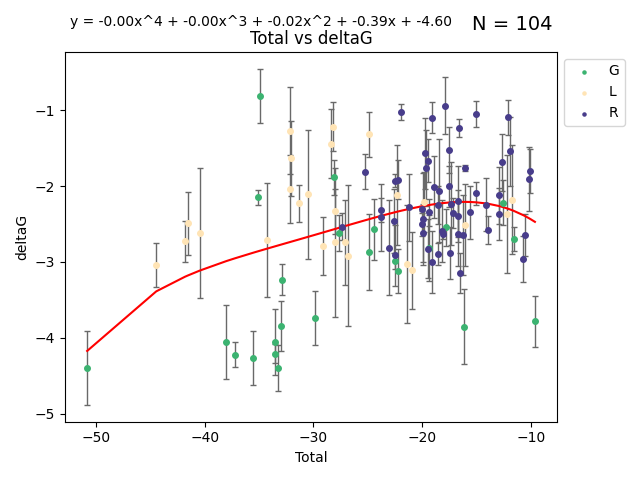 y = -0.00x^4 + -0.00x^3 + -0.02x^2 + -0.39x + -4.60
N = 104
Total vs deltaG
G
L
R
deltaG
−1
−2
−3
−4
−5
−50
−40
−30
−20
−10
Total